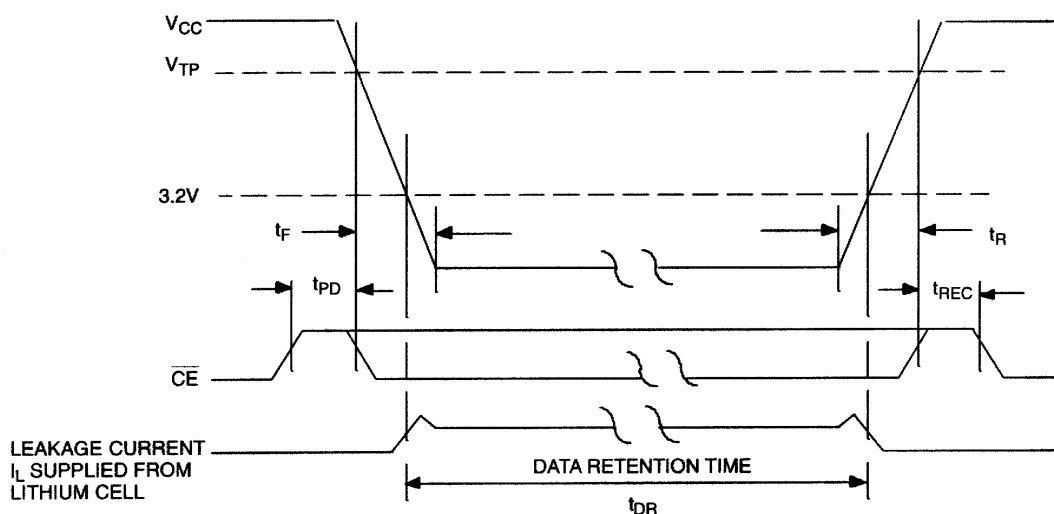 VCC
VTP
3.2V
tF
tR
tPD
tREC
CE
LEAKAGE CURRENT
IL SUPPLIED FROM
LITHIUM CELL
DATA RETENTION TIME
tDR